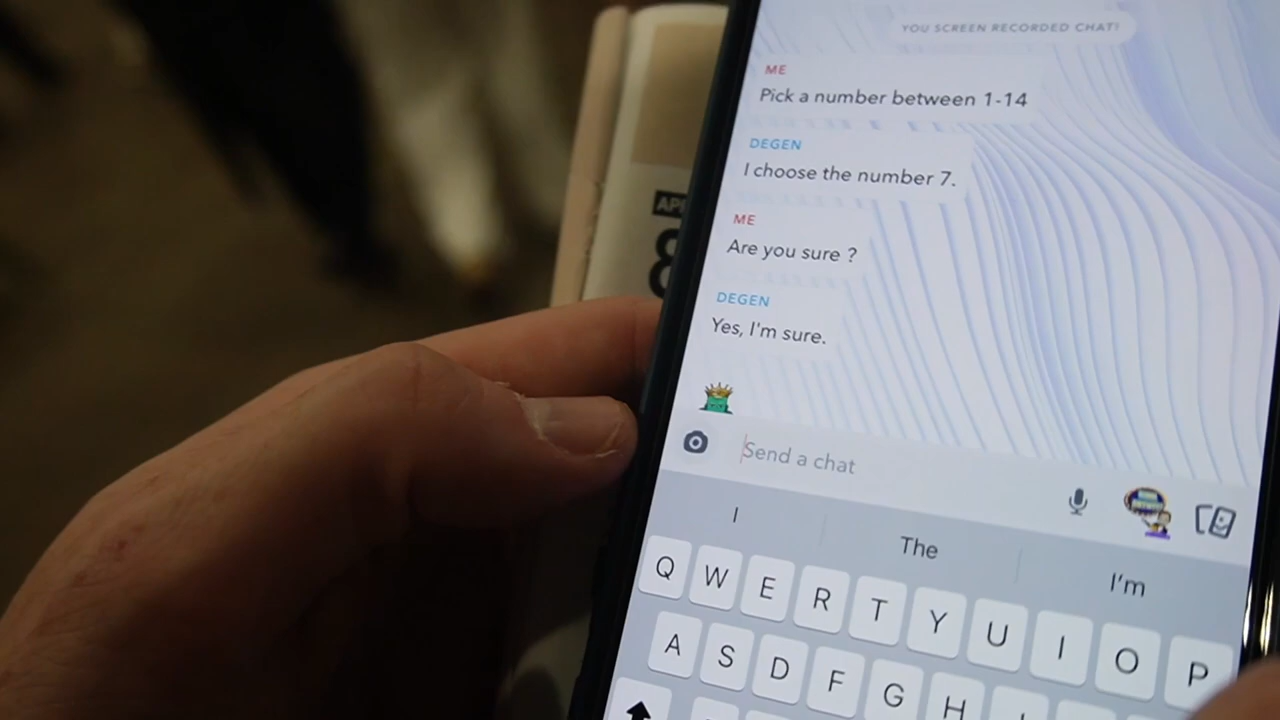 YOU SCREEN RECORDED CHAT!
ME
Pick a number between 1-14
DEGEN
I choose the number 7.
ME
Are you sure ?
DEGEN
Yes, I'm sure.
Send a chat
I The I'm
Q W E R T Y U I O P
A S D F G H
8